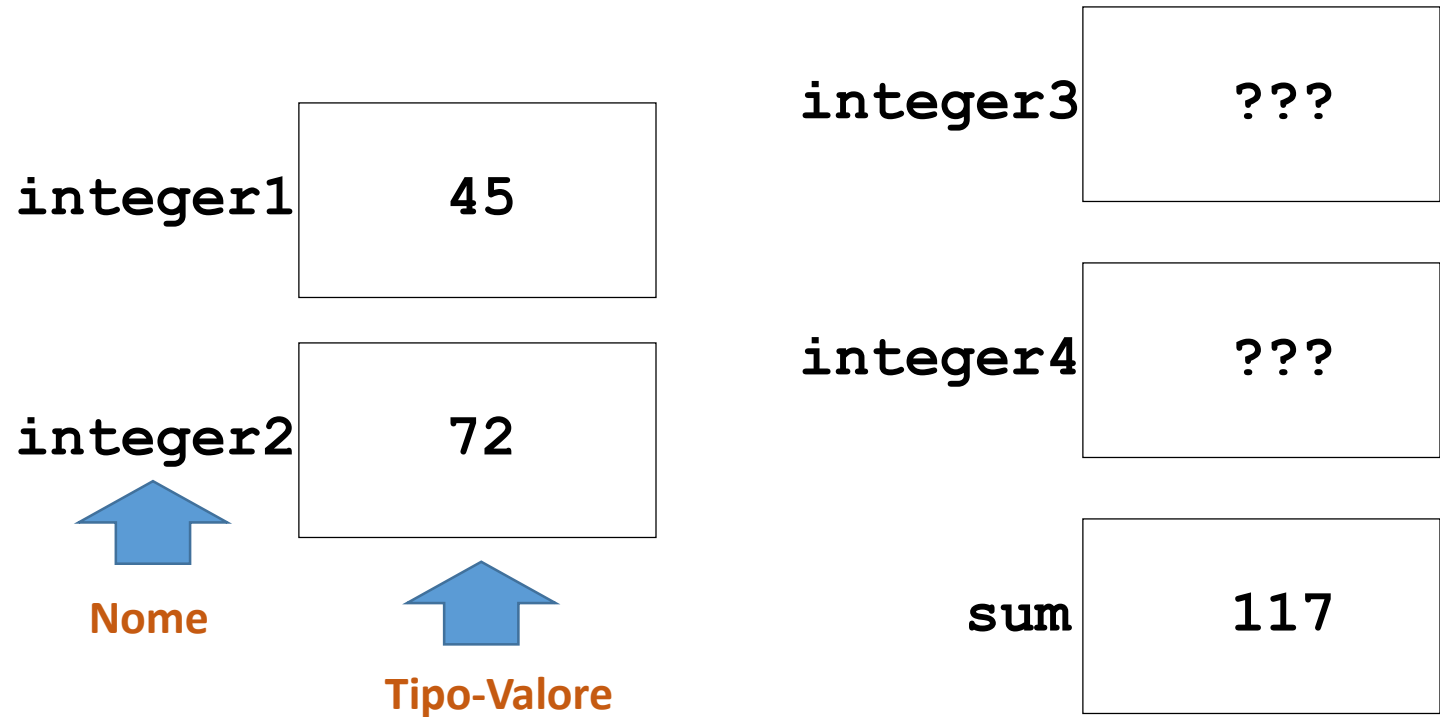 integer1 45
integer2 72
Nome
Tipo-Valore
integer3 ???
integer4 ???
sum 117